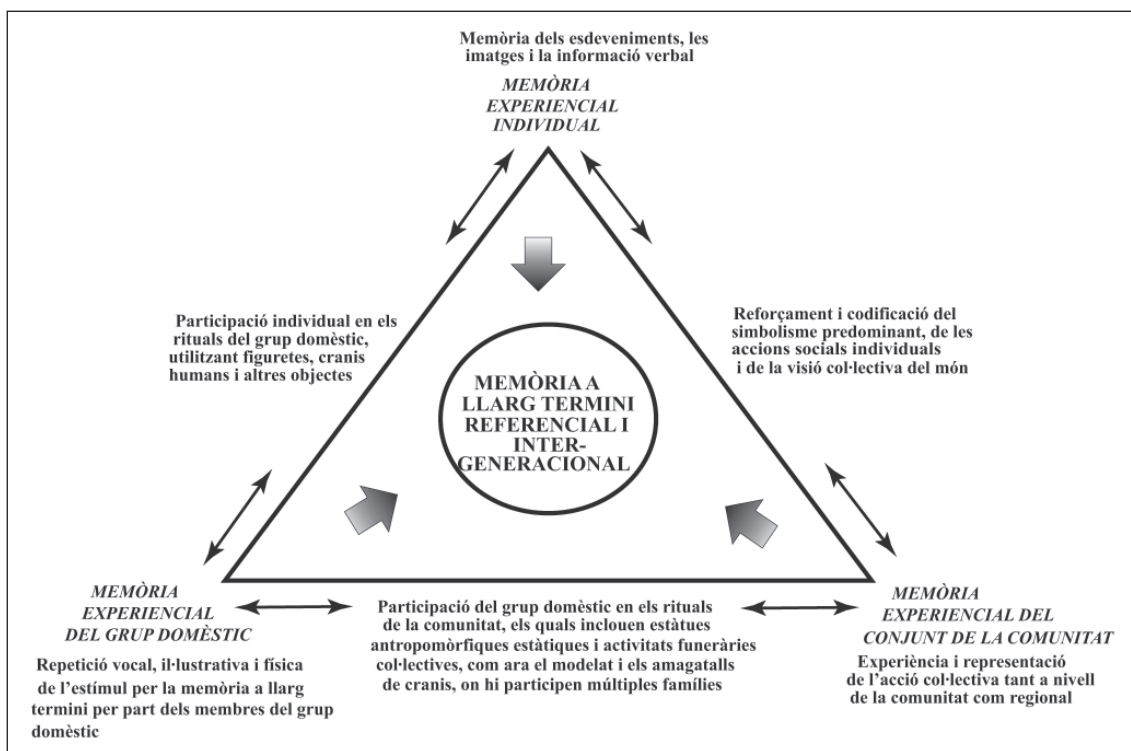 Memòria dels esdeveniments, les
imatges i la informació verbal
MEMÒRIA
EXPERIENCIAL
INDIVIDUAL
Participació individual en els
rituals del grup domèstic,
utilitzant figuretes, cranis
humans i altres objectes
Reforçament i codificació del
simbolisme predominant, de les
accions socials individuals
i de la visió col·lectiva del món
MEMÒRIA A
LLARG TERMINI
REFERENCIAL I
INTER-
GENERACIONAL
MEMÒRIA
EXPERIENCIAL
DEL GRUP DOMÈSTIC
Repetició vocal, il·lustrativa i física
de l’estímul per la memòria a llarg
termini per part dels membres del grup
domèstic
Participació del grup domèstic en els rituals
de la comunitat, els quals inclouen estàtues
antropomòrfiques estàtiques i activitats funeràries
col·lectives, com ara el modelat i els amagatalls
de cranis, on hi participen múltiples famílies
MEMÒRIA
EXPERIENCIAL DEL
CONJUNT DE LA COMUNITAT
Experiència i representació
de l’acció col·lectiva tant a nivell
de la comunitat com regional